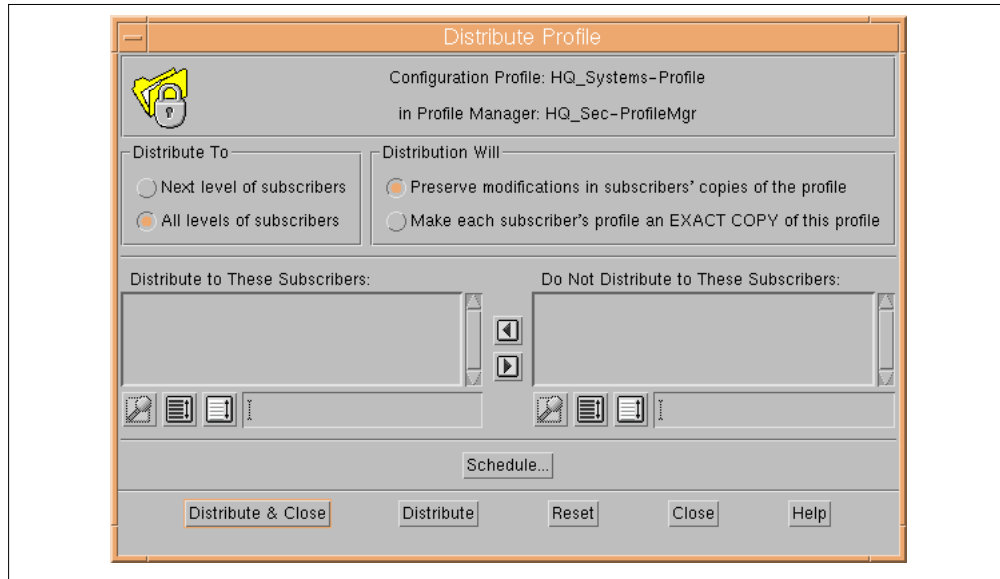 Distribute Profile
Configuration Profile: HQ_Systems-Profile
in Profile Manager: HQ_Sec-ProfileMgr
Distribute To
Next level of subscribers
All levels of subscribers
Distribution Will
Preserve modifications in subscribers' copies of the profile
Make each subscriber's profile an EXACT COPY of this profile
Distribute to These Subscribers:
Do Not Distribute to These Subscribers:
Schedule...
Distribute & Close
Distribute
Reset
Close
Help